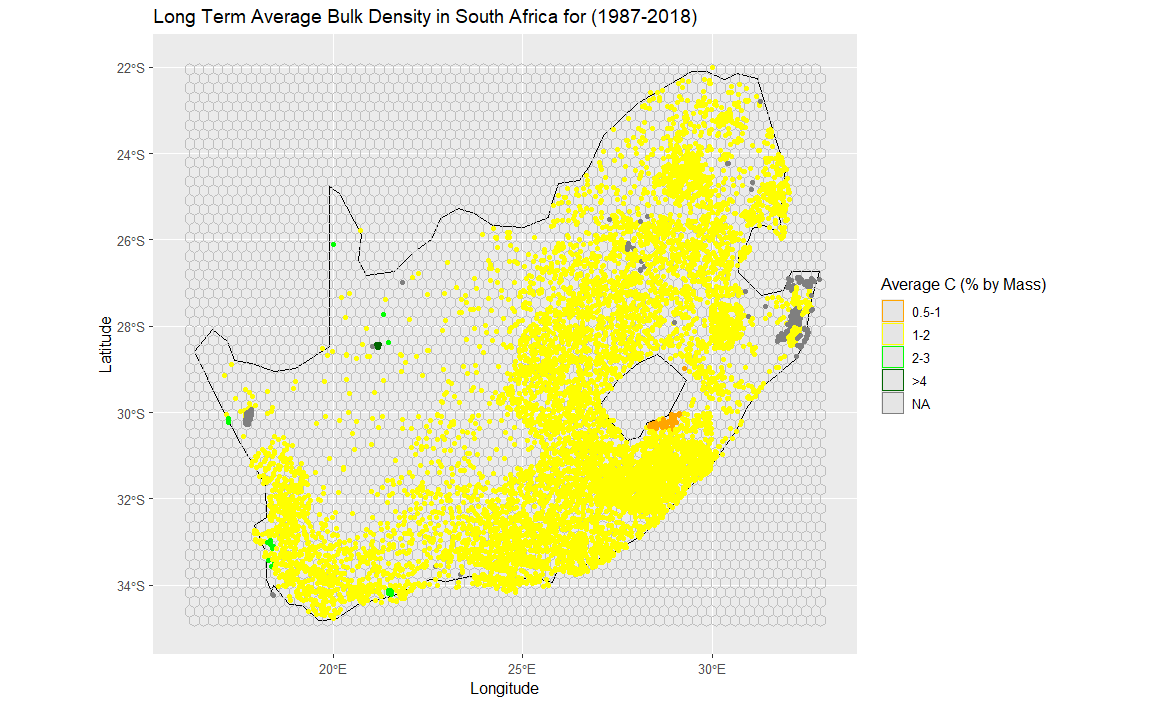 Long Term Average Bulk Density in South Africa for (1987-2018)
22°S
24°S
26°S
28°S
30°S
32°S
34°S
Latitude
20°E
25°E
30°E
Longitude
Average C (% by Mass)
0.5-1
1-2
2-3
>4
NA